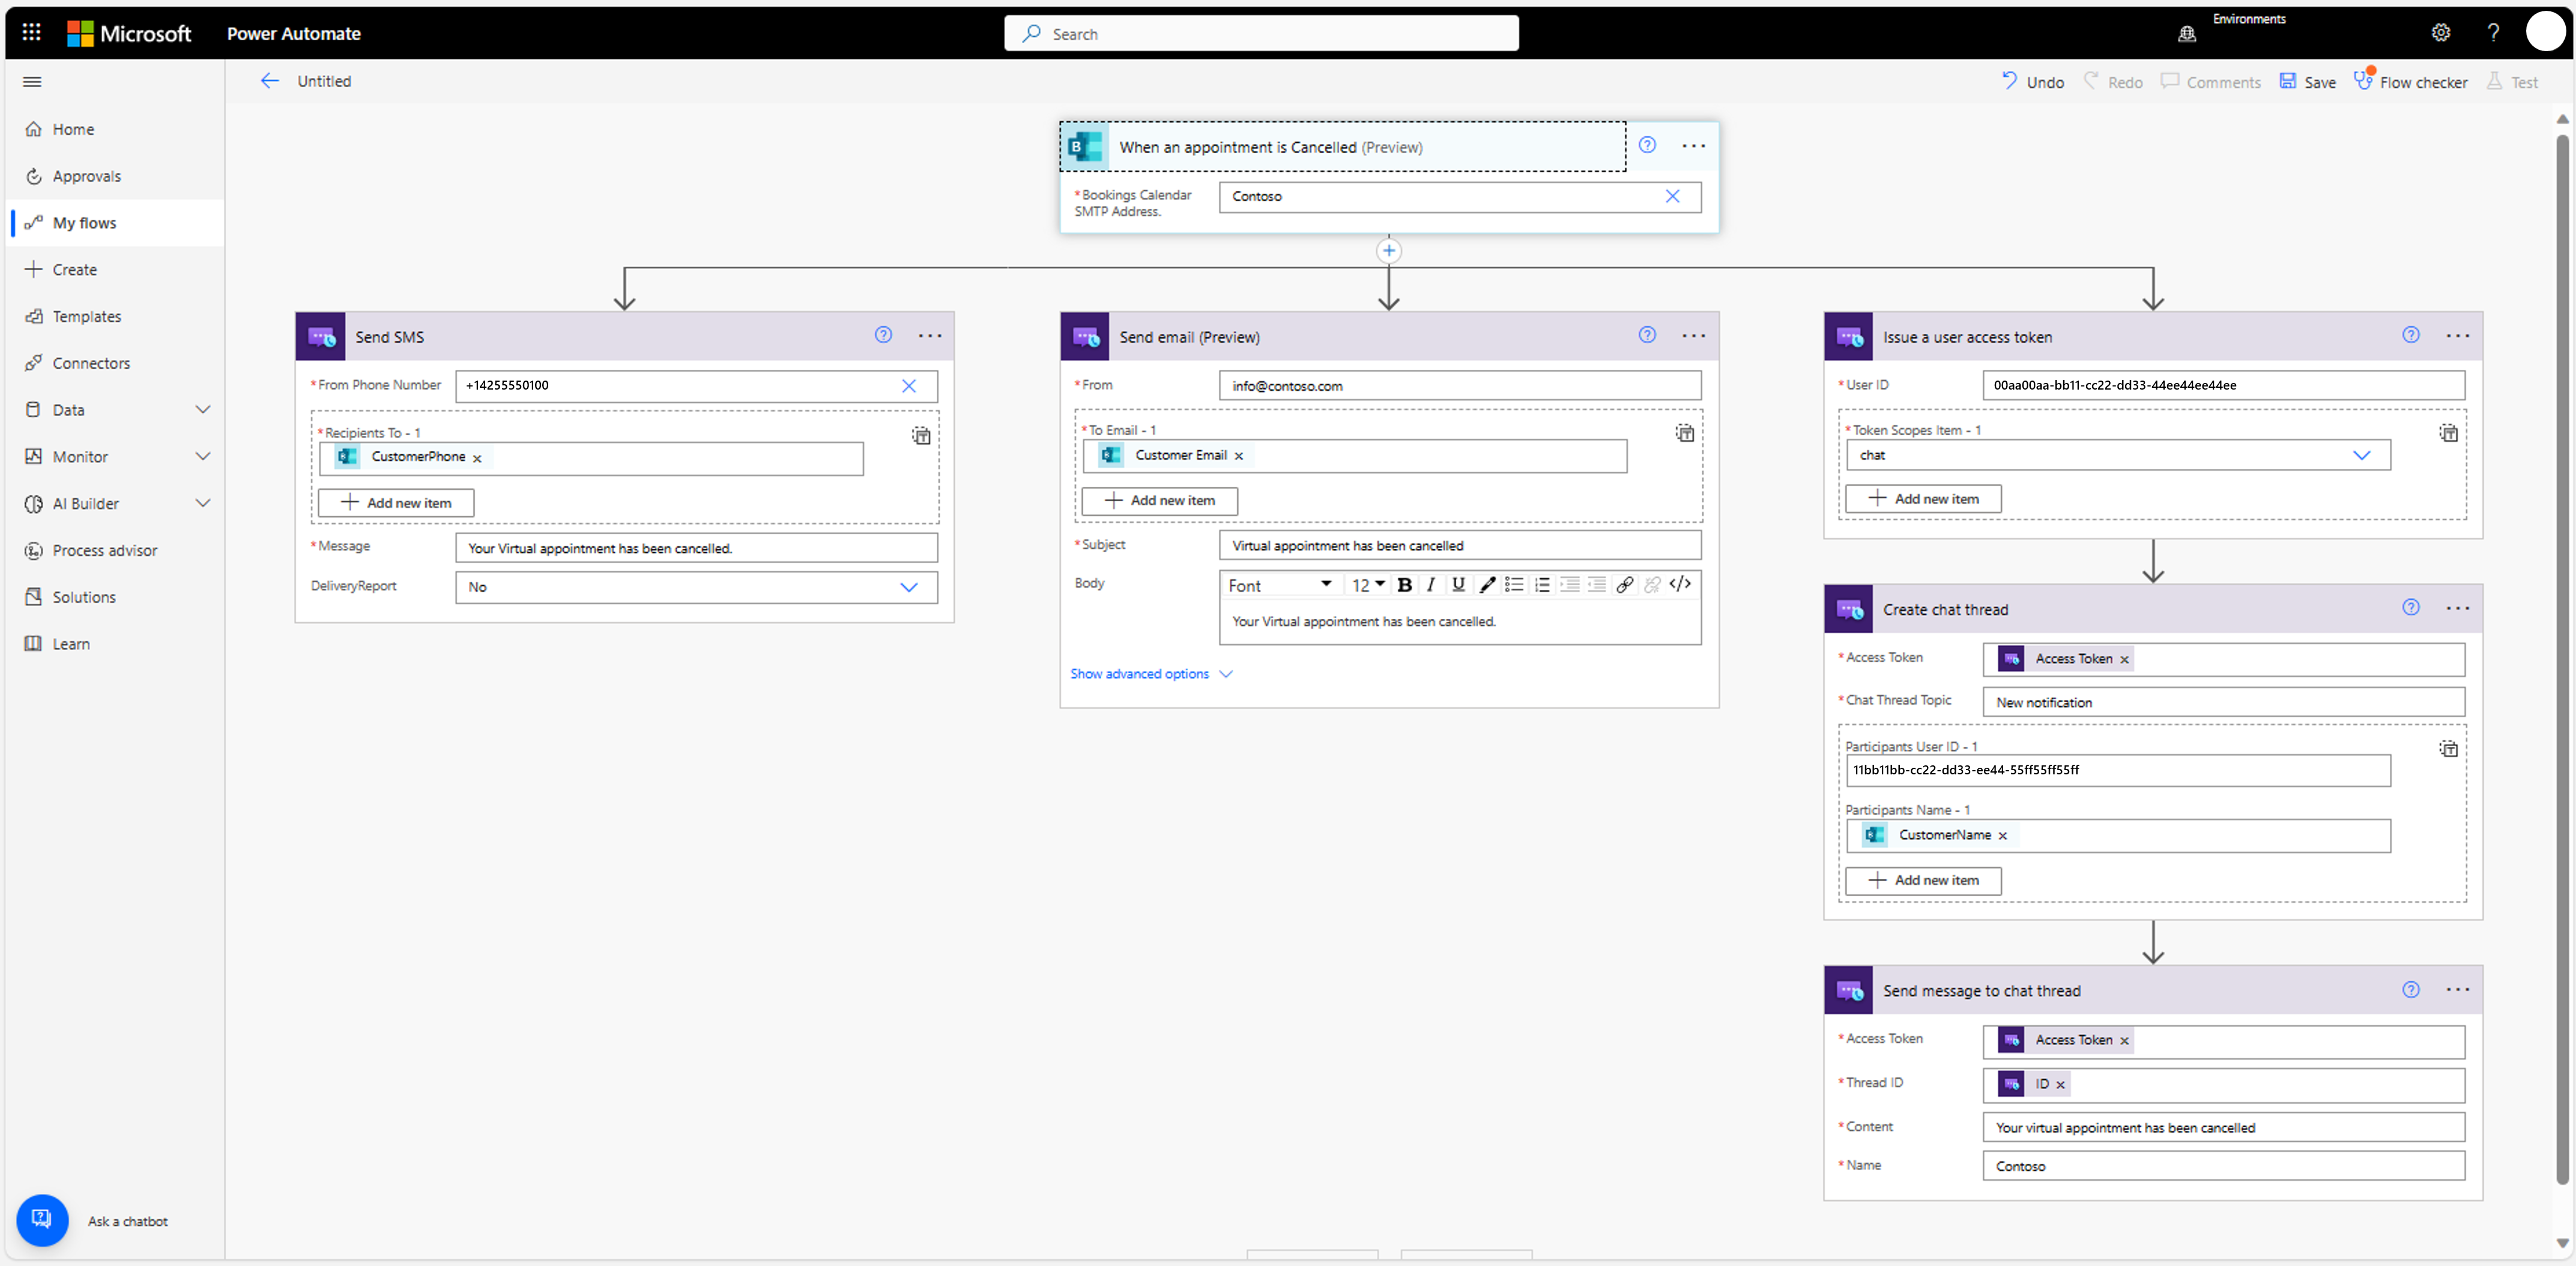 Microsoft
Power Automate
Search
Environments
Untitled
Undo
Redo
Comments
Save
Flow checker
Test
Home
Approvals
My flows
Create
Templates
Connectors
Data
Monitor
AI Builder
Process advisor
Solutions
Learn
Ask a chatbot
When an appointment is Cancelled (Preview)
*Bookings Calendar
SMTP Address.
Contoso
Send SMS
*From Phone Number
+14255550100
*Recipients To - 1
CustomerPhone
Add new item
*Message
Your Virtual appointment has been cancelled.
DeliveryReport
No
Send email (Preview)
*From
info@contoso.com
*To Email - 1
Customer Email
Add new item
*Subject
Virtual appointment has been cancelled
Body
Font
12
B I U </>
Your Virtual appointment has been cancelled.
Show advanced options
Issue a user access token
*User ID
00aa00aa-bb11-cc22-dd33-44ee44ee44ee
*Token Scopes Item - 1
chat
Add new item
Create chat thread
*Access Token
Access Token
*Chat Thread Topic
New notification
Participants User ID - 1
11bb11bb-cc22-dd33-ee44-55ff55ff55ff
Participants Name - 1
CustomerName
Add new item
Send message to chat thread
*Access Token
Access Token
*Thread ID
ID
*Content
Your virtual appointment has been cancelled
*Name
Contoso